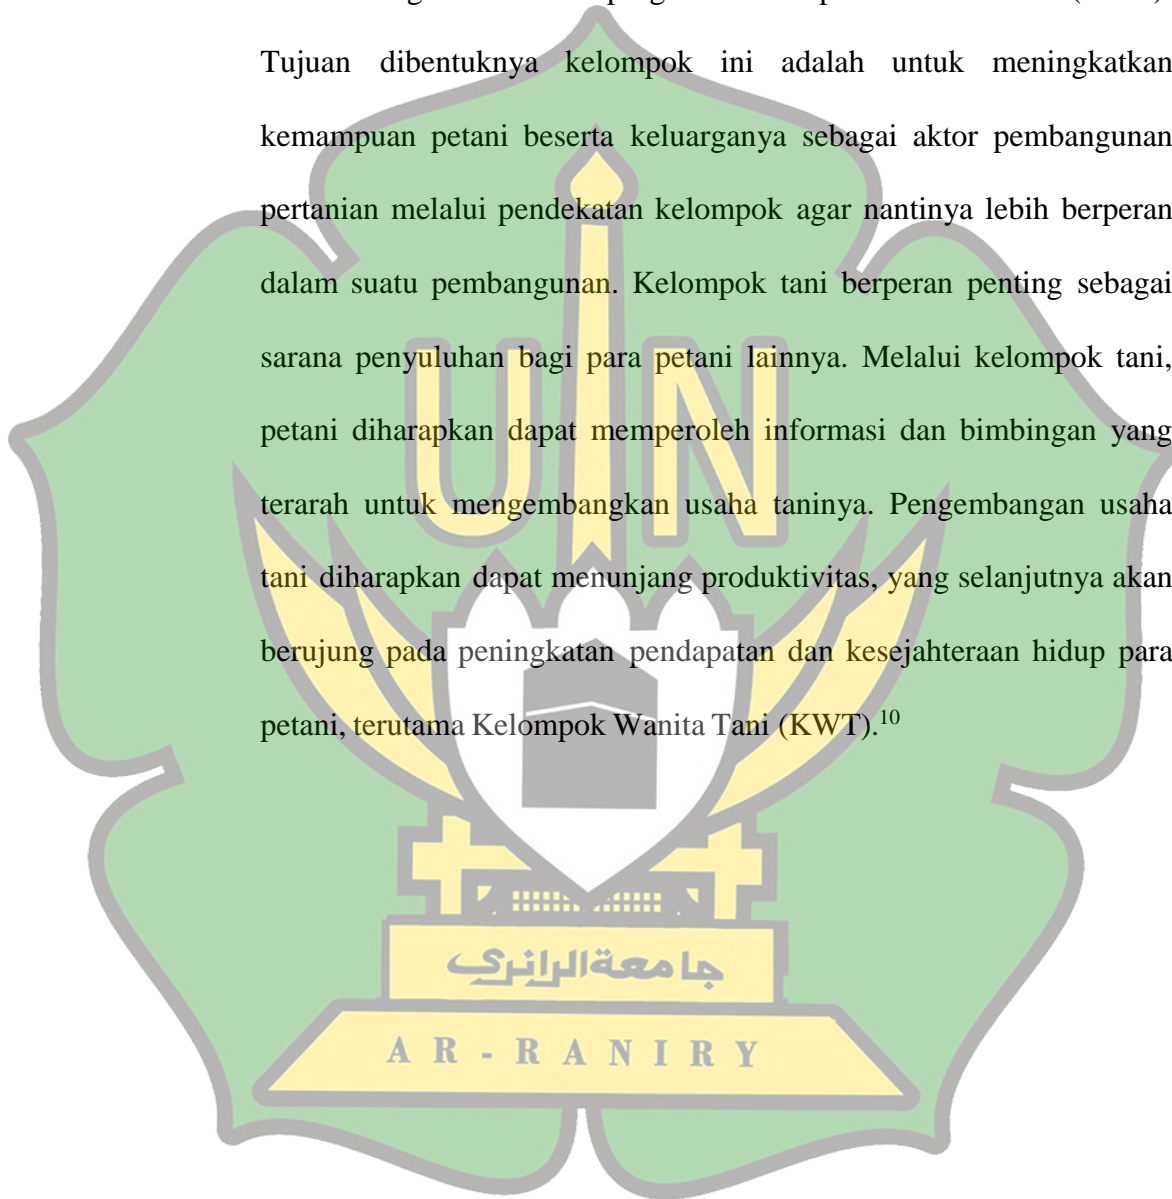 Tujuan dibentuknya kelompok ini adalah untuk meningkatkan
kemampuan petani beserta keluarganya sebagai aktor pembangunan
pertanian melalui pendekatan kelompok agar nantinya lebih berperan
dalam suatu pembangunan. Kelompok tani berperan penting sebagai
sarana penyuluhan bagi para petani lainnya. Melalui kelompok tani,
petani diharapkan dapat memperoleh informasi dan bimbingan yang
terarah untuk mengembangkan usaha taninya. Pengembangan usaha
tani diharapkan dapat menunjang produktivitas, yang selanjutnya akan
berujung pada peningkatan pendapatan dan kesejahteraan hidup para
petani, terutama Kelompok Wanita Tani (KWT).10
UIN
جامعةالرانري
AR-RANIRY